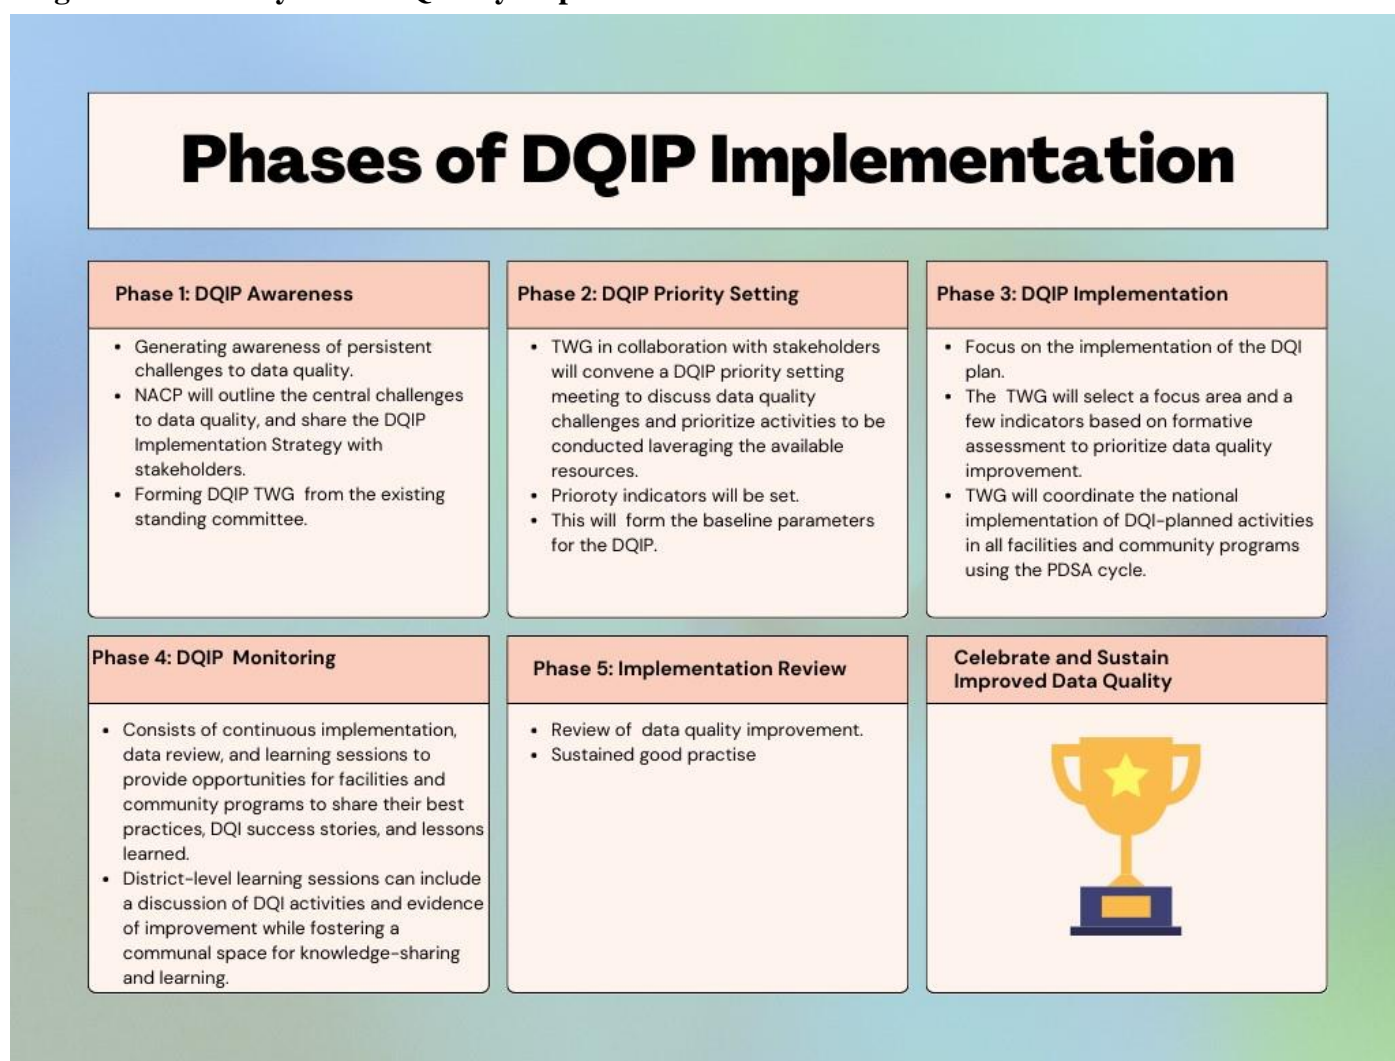 Phases of DQIP Implementation
Phase 1: DQIP Awareness
• Generating awareness of persistent
challenges to data quality.
• NACP will outline the central challenges
to data quality, and share the DQIP
Implementation Strategy with
stakeholders.
• Forming DQIP TWG from the existing
standing committee.
Phase 2: DQIP Priority Setting
• TWG in collaboration with stakeholders
will convene a DQIP priority setting
meeting to discuss data quality
challenges and prioritize activities to be
conducted laveraging the available
resources.
• Prioroty indicators will be set.
• This will form the baseline parameters
for the DQIP.
Phase 3: DQIP Implementation
• Focus on the implementation of the DQI
plan.
• The TWG will select a focus area and a
few indicators based on formative
assessment to prioritize data quality
improvement.
• TWG will coordinate the national
implementation of DQI-planned activities
in all facilities and community programs
using the PDSA cycle.
Phase 4: DQIP Monitoring
• Consists of continuous implementation,
data review, and learning sessions to
provide opportunities for facilities and
community programs to share their best
practices, DQI success stories, and lessons
learned.
• District-level learning sessions can include
a discussion of DQI activities and evidence
of improvement while fostering a
communal space for knowledge-sharing
and learning.
Phase 5: Implementation Review
• Review of data quality improvement.
• Sustained good practise
Celebrate and Sustain
Improved Data Quality